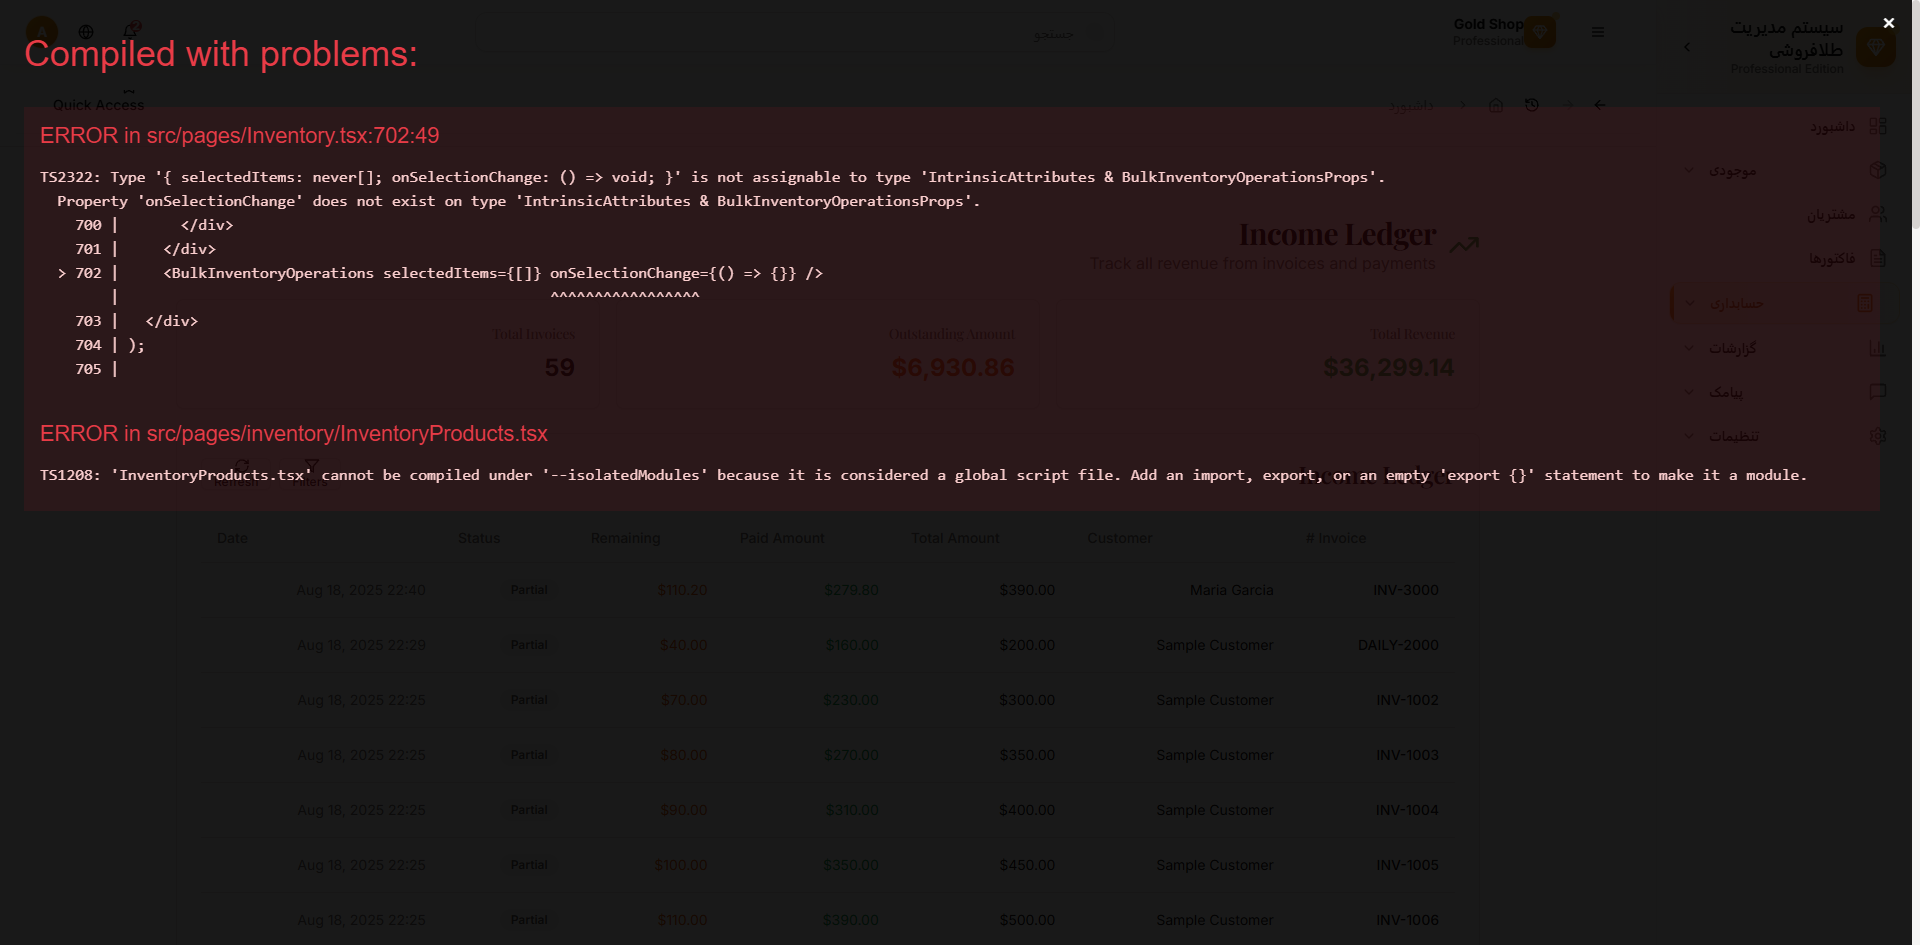 A
جستجو
Gold Shop
Professional
سیستم مدیریت
طلافروشی
Professional Edition
Compiled with problems:
Quick Access
داشبورد
ERROR in src/pages/Inventory.tsx:702:49
TS2322: Type '{ selectedItems: never[]; onSelectionChange: () => void; }' is not assignable to type 'IntrinsicAttributes & BulkInventoryOperationsProps'.
Property 'onSelectionChange' does not exist on type 'IntrinsicAttributes & BulkInventoryOperationsProps'.
700 | </div>
701 | </div>
> 702 | <BulkInventoryOperations selectedItems={[]} onSelectionChange={() => {}} />
| ^^^^^^^^^^^^^^^^^
703 | </div>
704 | );
705 |
ERROR in src/pages/inventory/InventoryProducts.tsx
TS1208: 'InventoryProducts.tsx' cannot be compiled under '--isolatedModules' because it is considered a global script file. Add an import, export, or an empty 'export {}' statement to make it a module.
داشبورد
موجودی
مشتریان
فاکتورها
حسابداری
گزارشات
پیامک
تنظیمات
Income Ledger
Track all revenue from invoices and payments
Total Invoices
59
Outstanding Amount
$6,930.86
Total Revenue
$36,299.14
Refresh
Filters
Income Ledger
Date Status Remaining Paid Amount Total Amount Customer # Invoice
Aug 18, 2025 22:40 Partial $110.20 $279.80 $390.00 Maria Garcia INV-3000
Aug 18, 2025 22:29 Partial $40.00 $160.00 $200.00 Sample Customer DAILY-2000
Aug 18, 2025 22:25 Partial $70.00 $230.00 $300.00 Sample Customer INV-1002
Aug 18, 2025 22:25 Partial $80.00 $270.00 $350.00 Sample Customer INV-1003
Aug 18, 2025 22:25 Partial $90.00 $310.00 $400.00 Sample Customer INV-1004
Aug 18, 2025 22:25 Partial $100.00 $350.00 $450.00 Sample Customer INV-1005
Aug 18, 2025 22:25 Partial $110.00 $390.00 $500.00 Sample Customer INV-1006